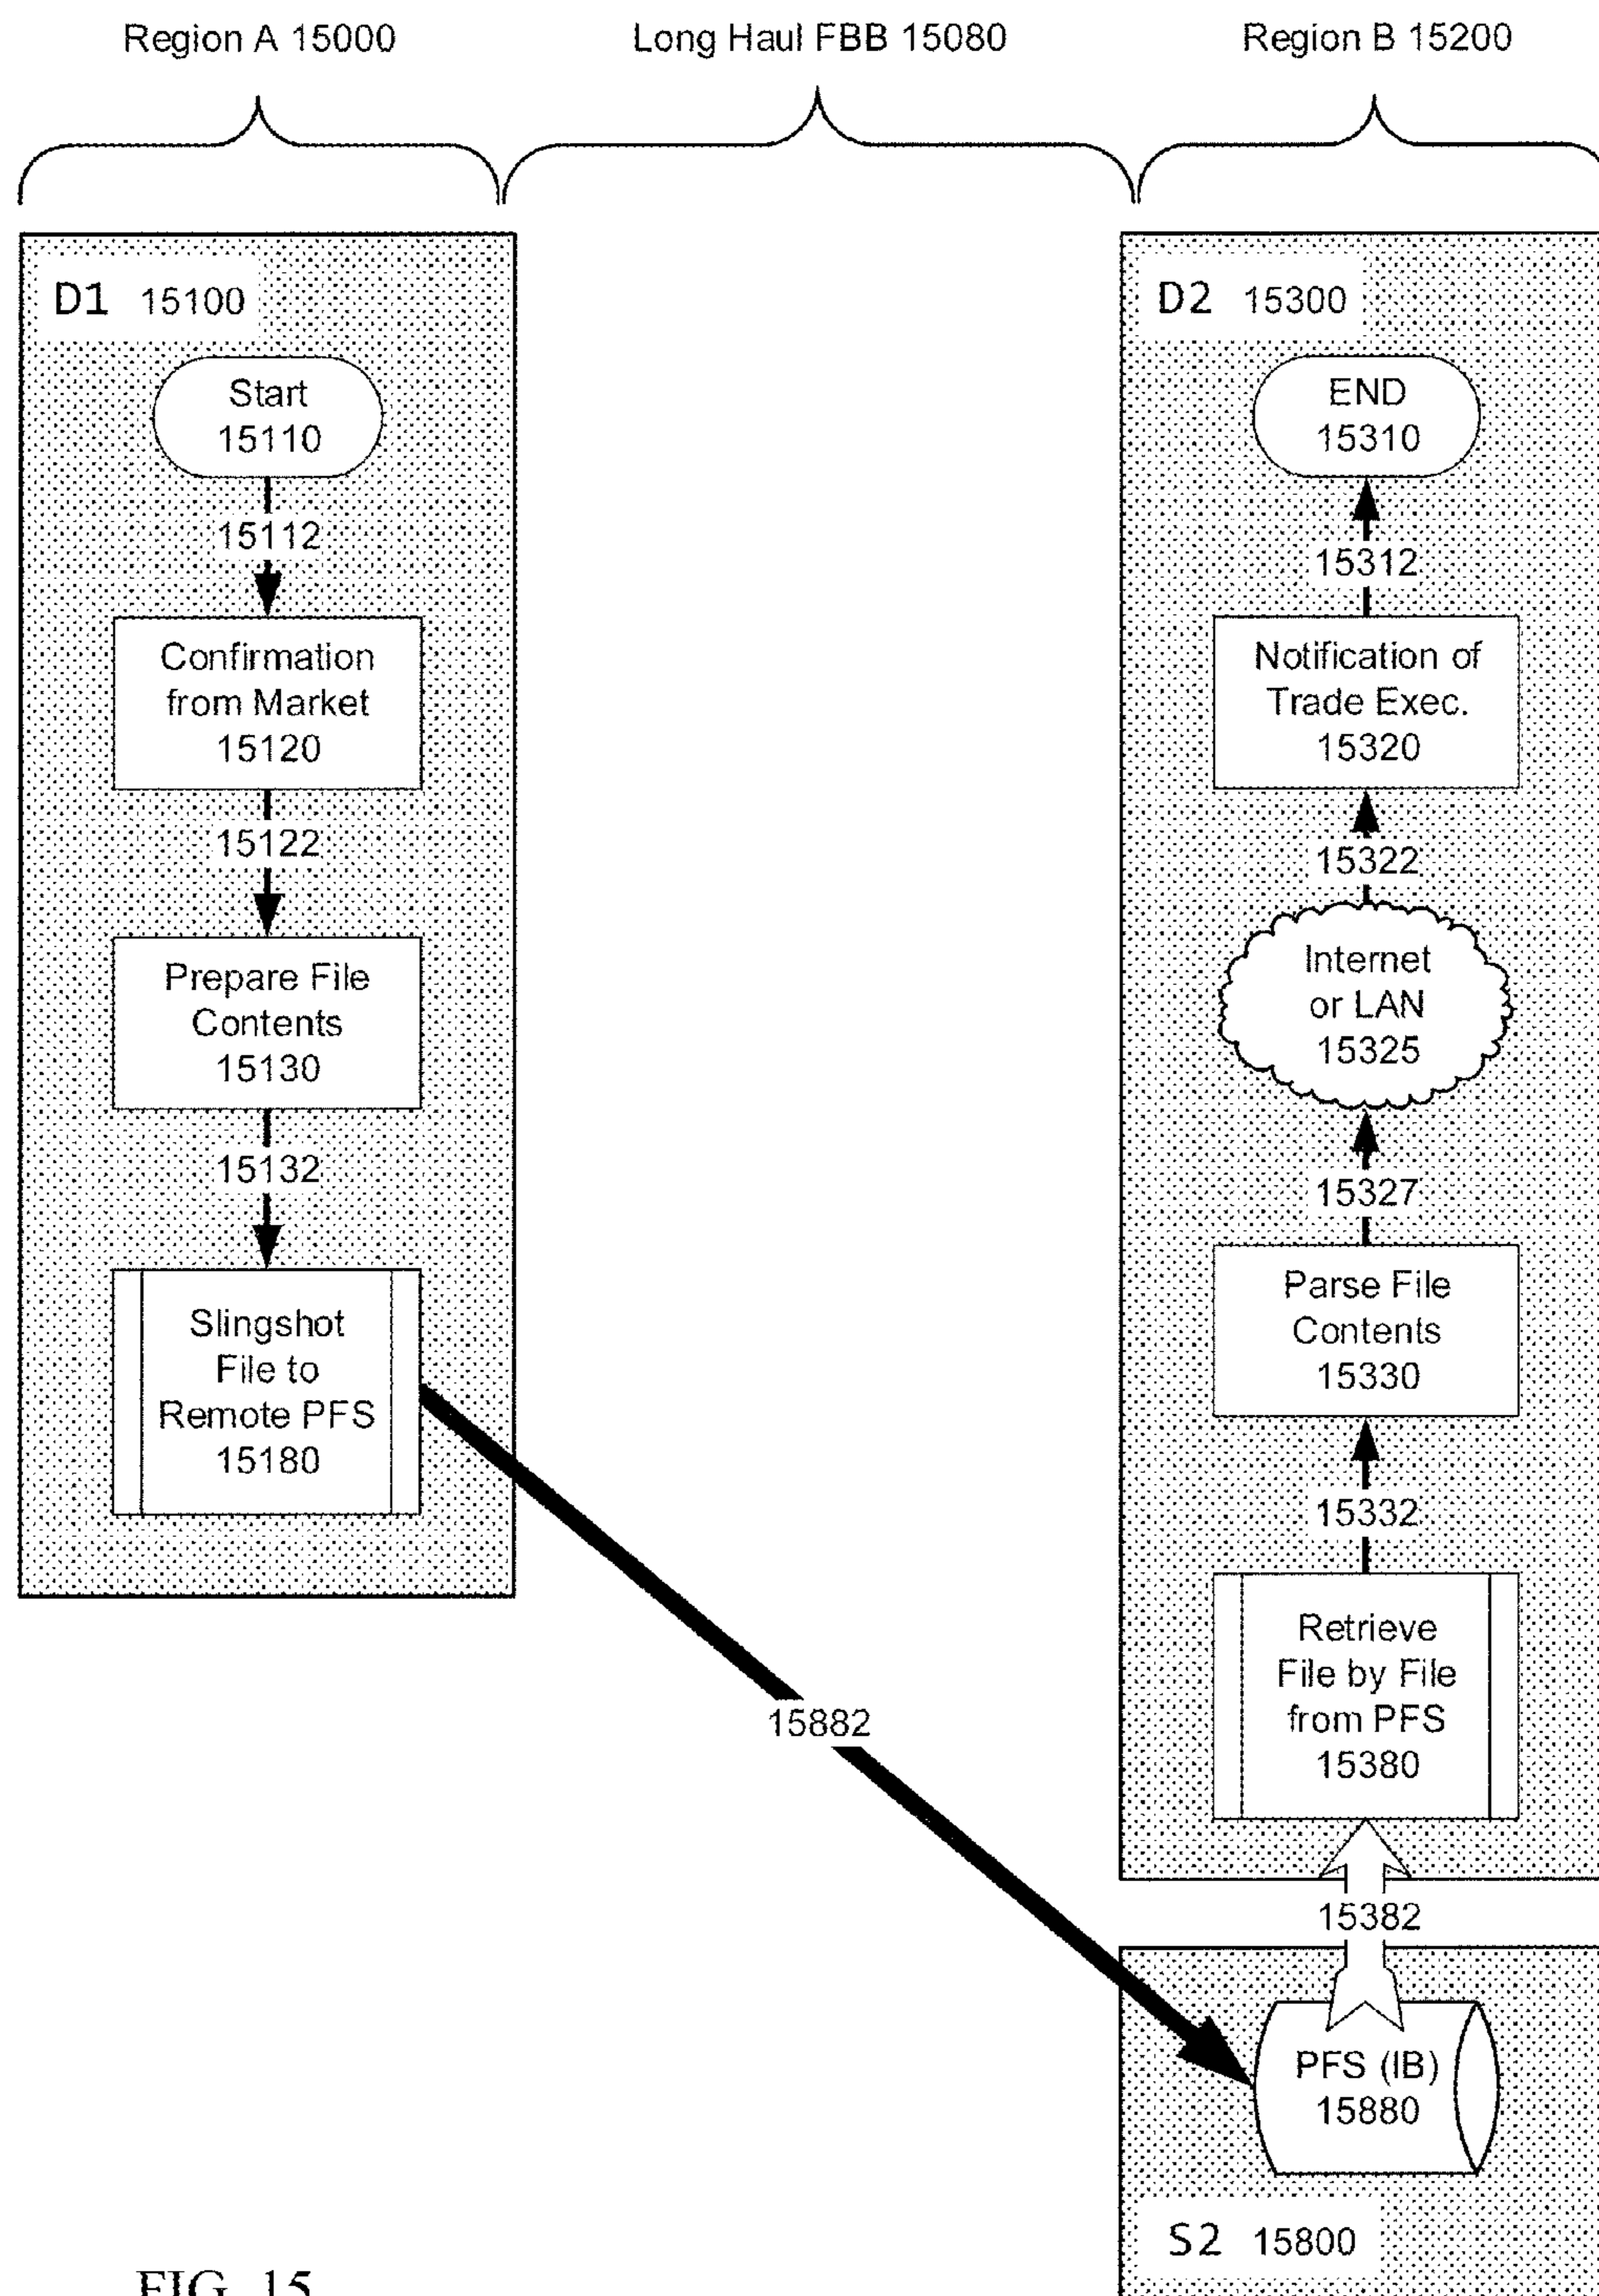 Region A 15000
Long Haul FBB 15080
Region B 15200
D1 15100
Start
15110
15112
Confirmation
from Market
15120
15122
Prepare File
Contents
15130
15132
Slingshot
File to
Remote PFS
15180
15882
D2 15300
END
15310
15312
Notification of
Trade Exec.
15320
15322
Internet
or LAN
15325
15327
Parse File
Contents
15330
15332
Retrieve
File by File
from PFS
15380
15382
PFS (IB)
15880
S2 15800
FIG. 15